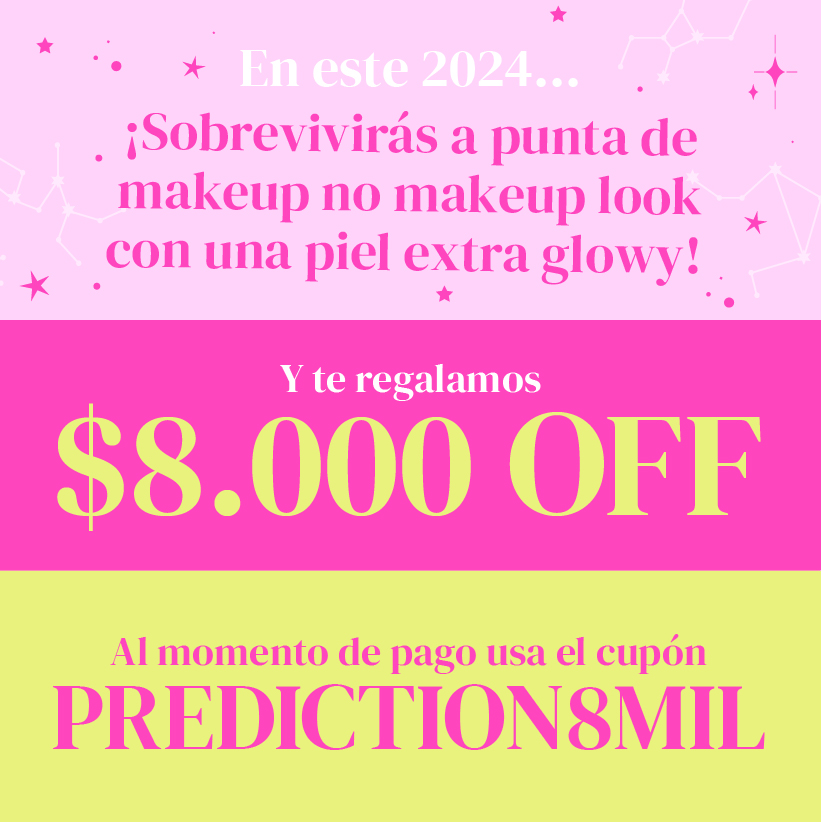 En este 2024...
¡Sobrevivirás a punta de
makeup no makeup look
con una piel extra glowy!
Y te regalamos
$8.000 OFF
Al momento de pago usa el cupón
PREDICTION8MIL